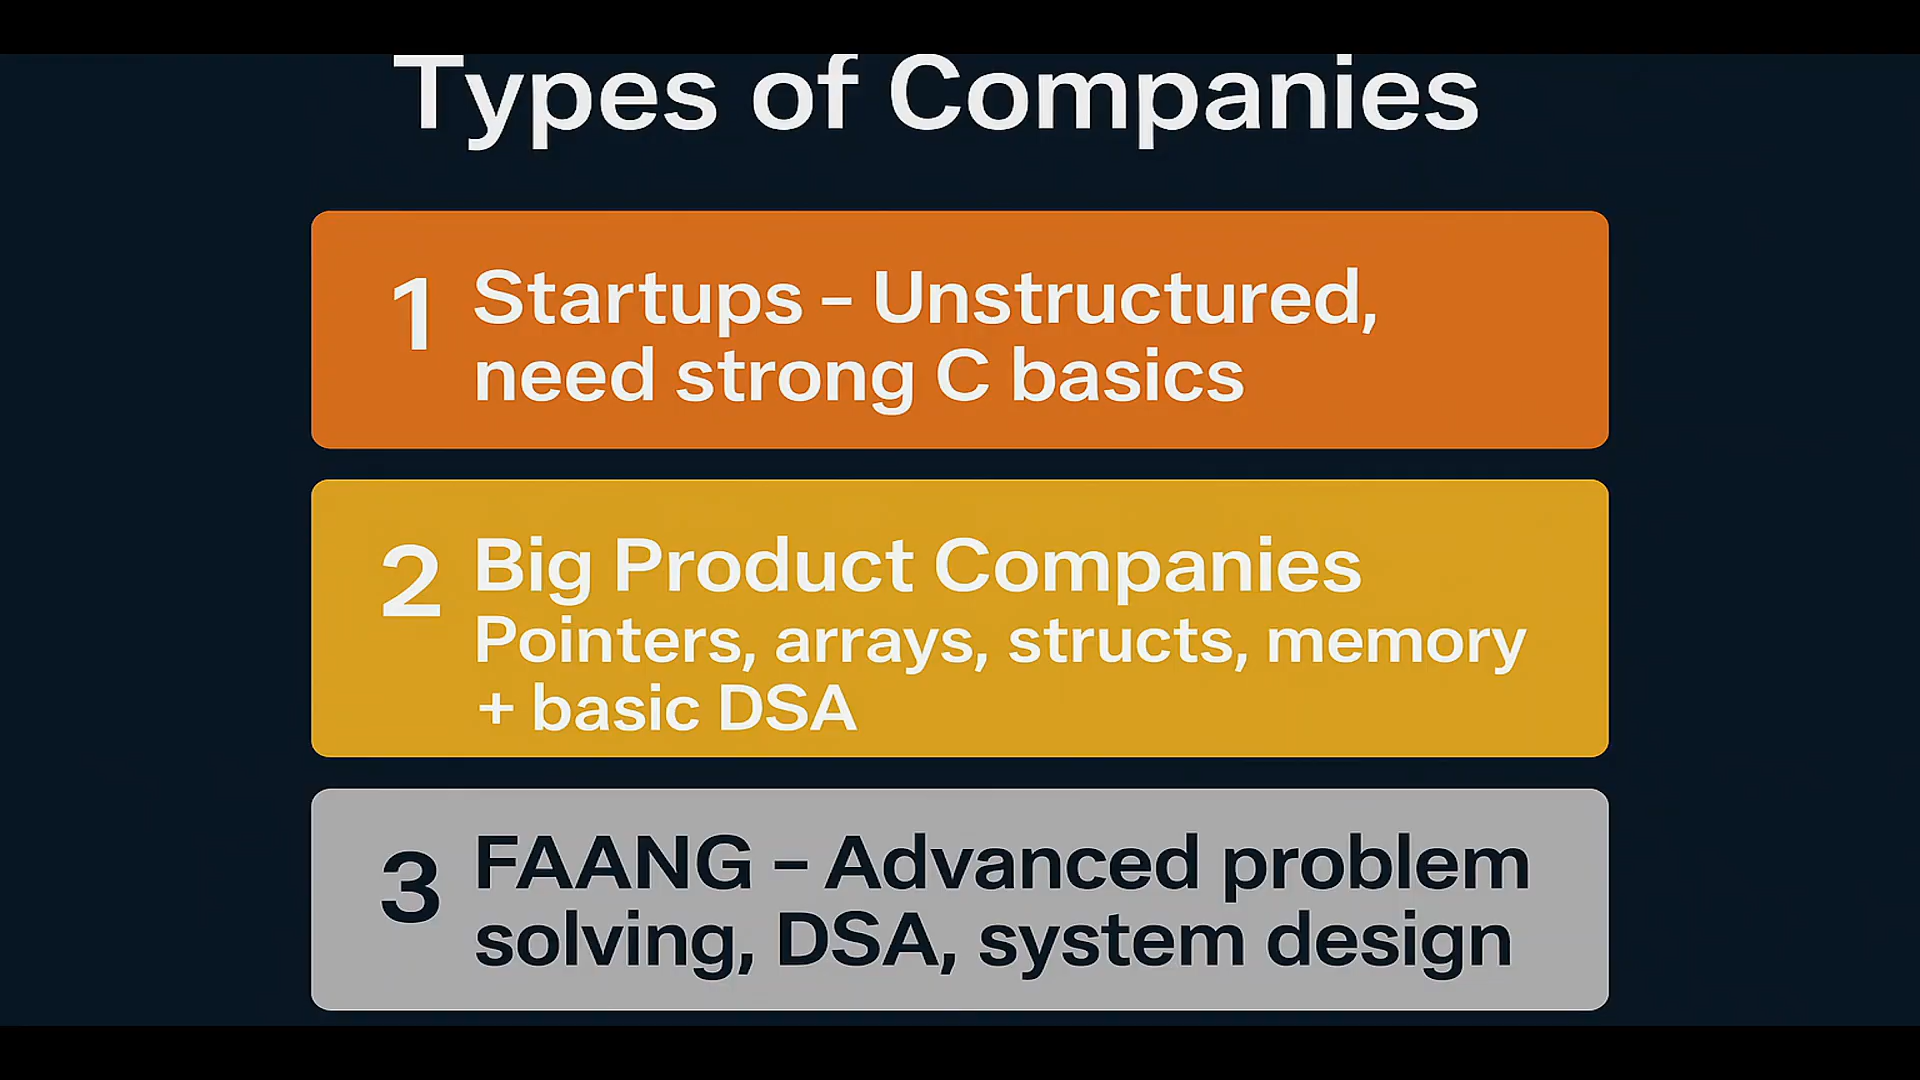 Types of Companies
1 Startups – Unstructured,
need strong C basics
2 Big Product Companies
Pointers, arrays, structs, memory
+ basic DSA
3 FAANG – Advanced problem
solving, DSA, system design